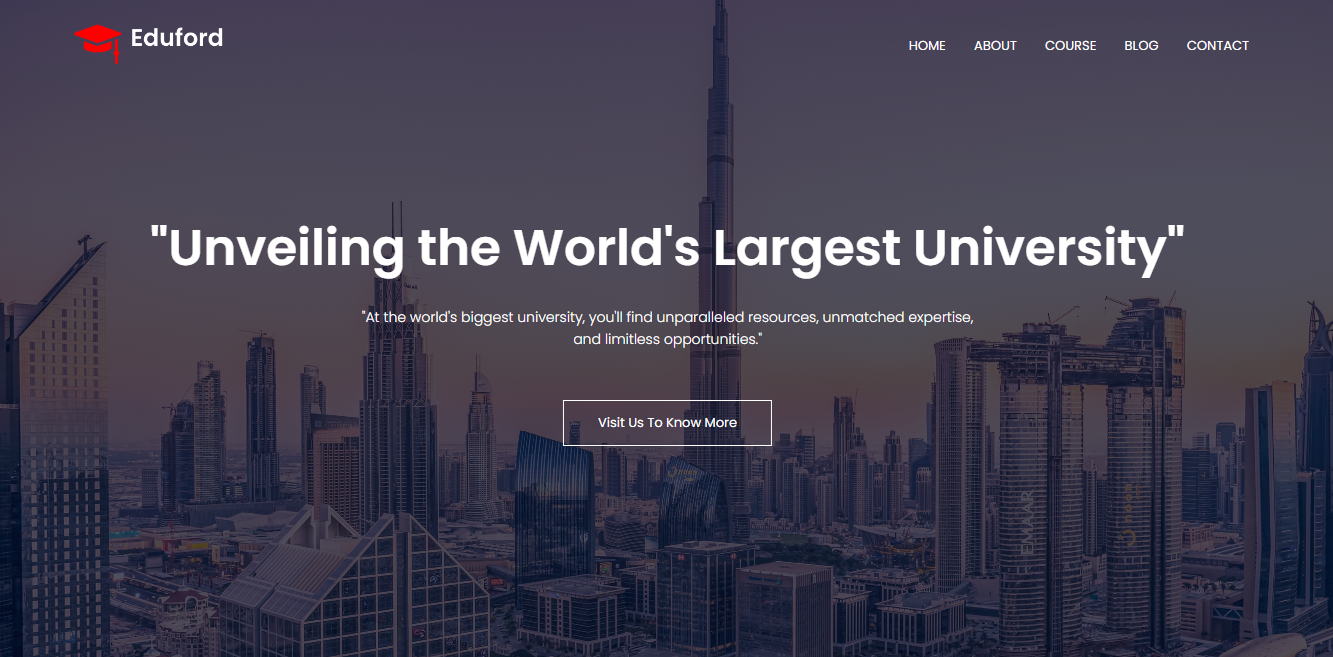 Eduford
HOME ABOUT COURSE BLOG CONTACT
"Unveiling the World's Largest University"
"At the world's biggest university, you'll find unparalleled resources, unmatched expertise,
and limitless opportunities."
Visit Us To Know More
EMAAR
noon